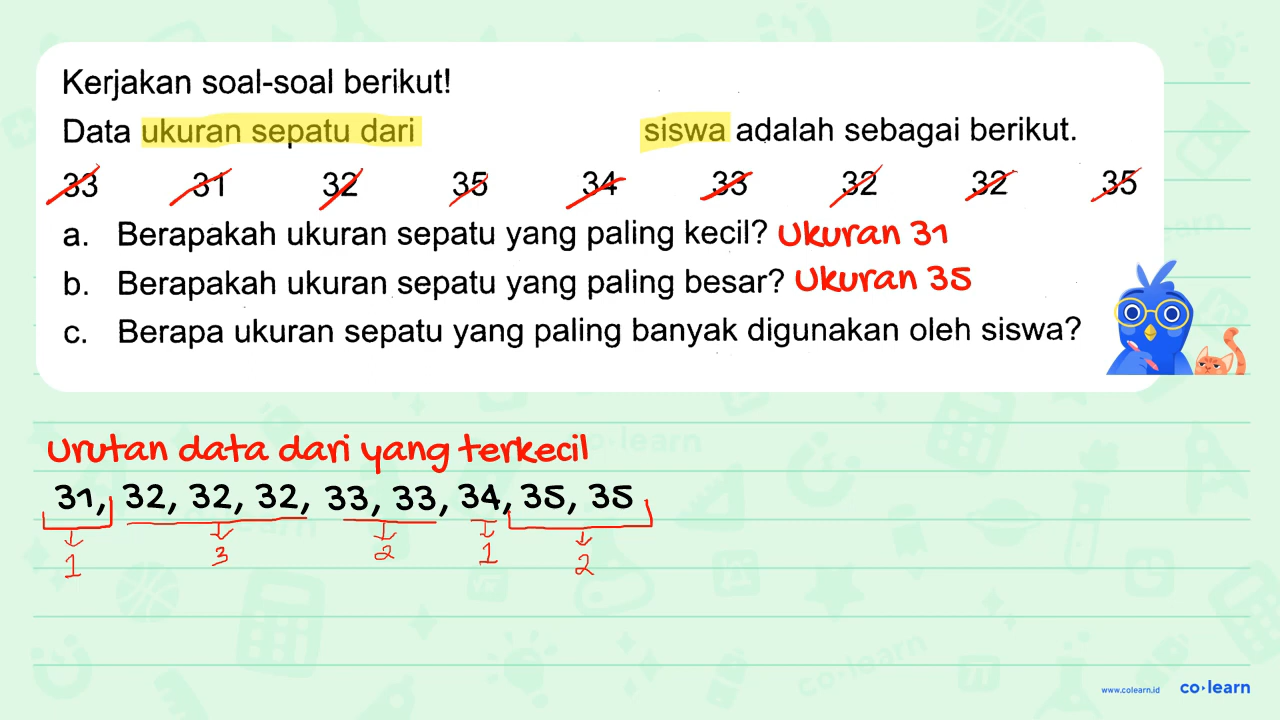 Kerjakan soal-soal berikut!
Data ukuran sepatu dari siswa adalah sebagai berikut.
33 31 32 35 34 33 32 32 35
a. Berapakah ukuran sepatu yang paling kecil? Ukuran 31
b. Berapakah ukuran sepatu yang paling besar? Ukuran 35
c. Berapa ukuran sepatu yang paling banyak digunakan oleh siswa?
Urutan data dari yang terkecil
31, 32, 32, 32, 33, 33, 34, 35, 35
1 3 2 1 2
www.colearn.id co·learn